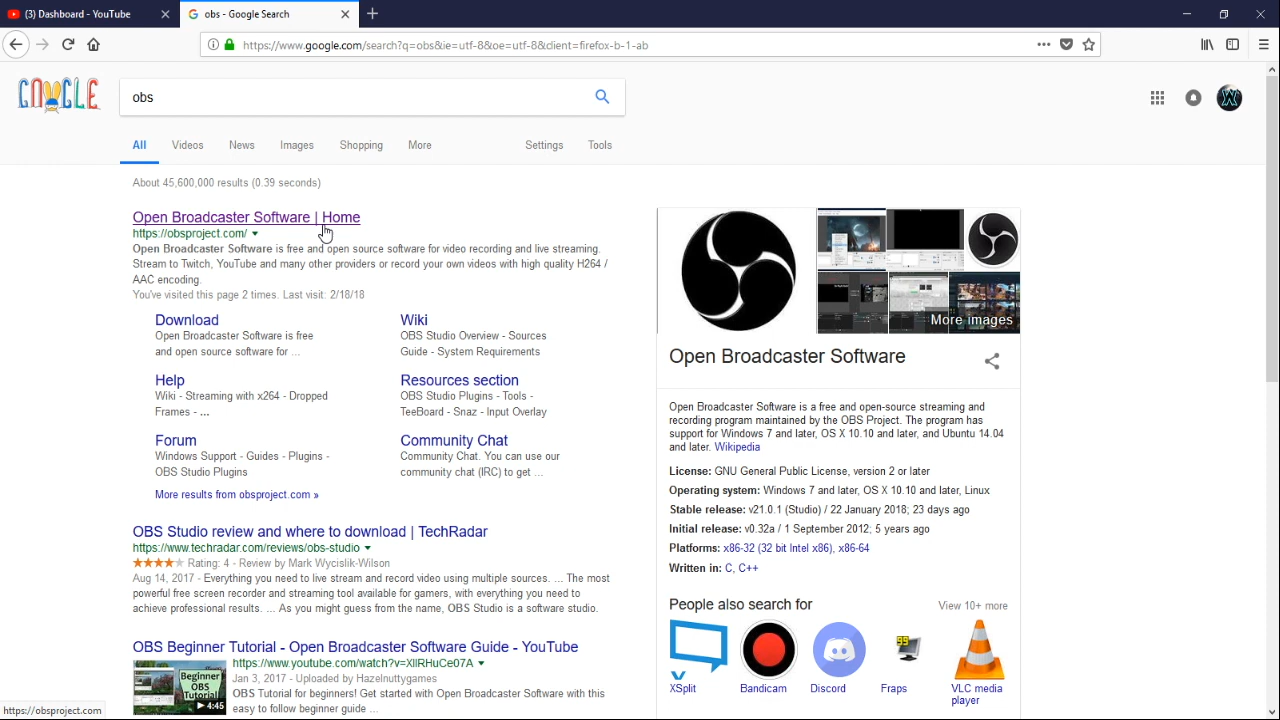 (3) Dashboard - YouTube
obs - Google Search
https://www.google.com/search?q=obs&ie=utf-8&oe=utf-8&client=firefox-b-1-ab
obs
All
Videos
News
Images
Shopping
More
Settings
Tools
About 45,600,000 results (0.39 seconds)
Open Broadcaster Software | Home
https://obsproject.com/
Open Broadcaster Software is free and open source software for video recording and live streaming.
Stream to Twitch, YouTube and many other providers or record your own videos with high quality H264 /
AAC encoding.
You've visited this page 2 times. Last visit: 2/18/18
Download
Open Broadcaster Software is free
and open source software for ...
Wiki
OBS Studio Overview - Sources
Guide - System Requirements
Help
Wiki - Streaming with x264 - Dropped
Frames - ...
Resources section
OBS Studio Plugins - Tools -
TeeBoard - Snaz - Input Overlay
Forum
Windows Support - Guides - Plugins -
OBS Studio Plugins
Community Chat
Community Chat. You can use our
community chat (IRC) to get ...
More results from obsproject.com »
OBS Studio review and where to download | TechRadar
https://www.techradar.com/reviews/obs-studio
Rating: 4 - Review by Mark Wycislik-Wilson
Aug 14, 2017 - Everything you need to live stream and record video using multiple sources. ... The most
powerful free screen recorder and streaming tool available for gamers, with everything you need to
achieve professional results. ... As you might guess from the name, OBS Studio is a software studio.
OBS Beginner Tutorial - Open Broadcaster Software Guide - YouTube
https://www.youtube.com/watch?v=XlIRHuCe07A
Jan 3, 2017 - Uploaded by Hazelnuttygames
OBS Tutorial for beginners! Get started with Open Broadcaster Software with this
easy to follow beginner guide ...
Beginner
OBS
Tutorial
4:45
https://obsproject.com
More images
Open Broadcaster Software
Open Broadcaster Software is a free and open-source streaming and
recording program maintained by the OBS Project. The program has
support for Windows 7 and later, OS X 10.10 and later, and Ubuntu 14.04
and later. Wikipedia
License: GNU General Public License, version 2 or later
Operating system: Windows 7 and later, OS X 10.10 and later, Linux
Stable release: v21.0.1 (Studio) / 22 January 2018; 23 days ago
Initial release: v0.32a / 1 September 2012; 5 years ago
Platforms: x86-32 (32 bit Intel x86), x86-64
Written in: C, C++
People also search for
View 10+ more
99
XSplit
Bandicam
Discord
Fraps
VLC media
player